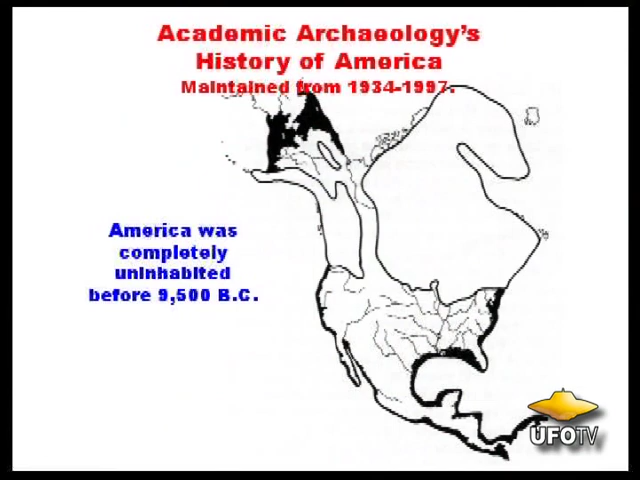 Academic Archaeology's
History of America
Maintained from 1934-1997.
America was
completely
uninhabited
before 9,500 B.C.
UFOTV